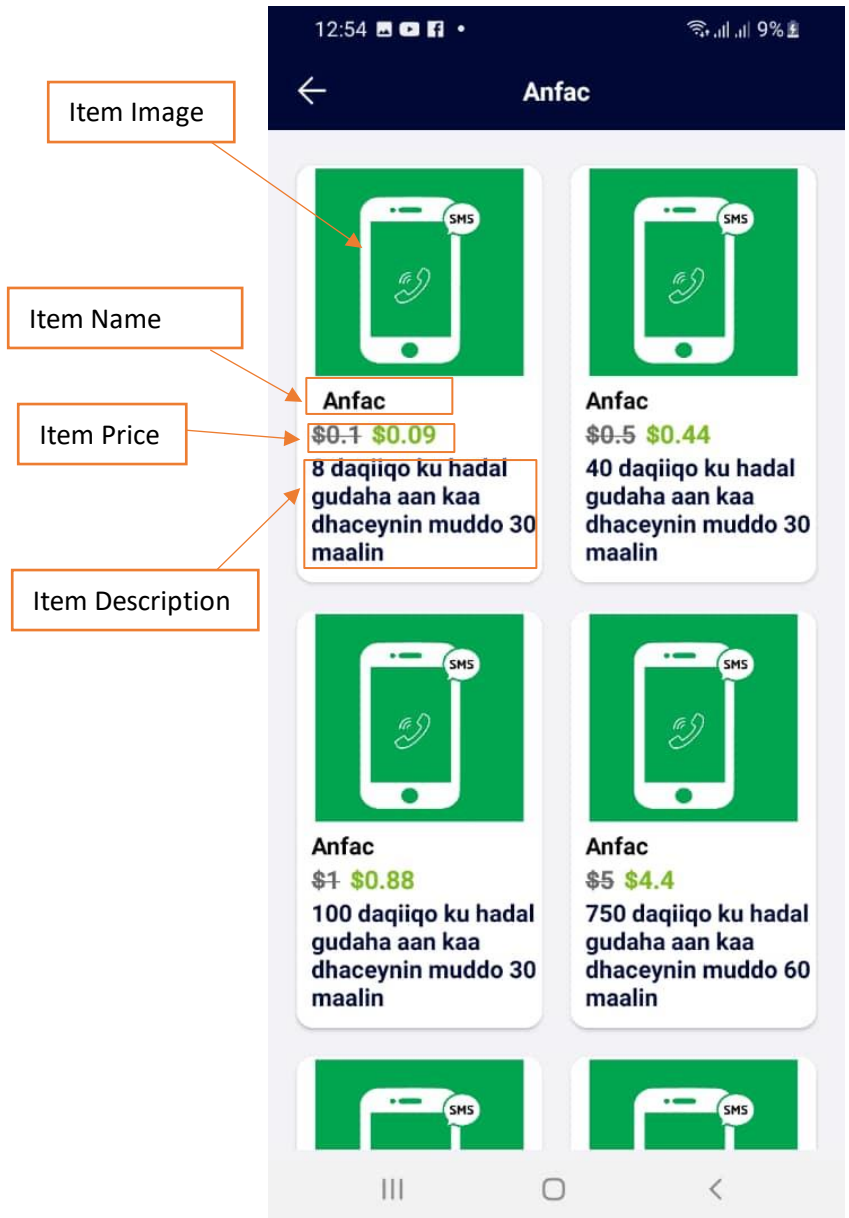 12:54
9%
Anfac
Item Image
SMS
SMS
Item Name
Item Price
Item Description
Anfac
$0.1 $0.09
8 daqiiqo ku hadal
gudaha aan kaa
dhaceynin muddo 30
maalin
Anfac
$0.5 $0.44
40 daqiiqo ku hadal
gudaha aan kaa
dhaceynin muddo 30
maalin
SMS
SMS
Anfac
$1 $0.88
100 daqiiqo ku hadal
gudaha aan kaa
dhaceynin muddo 30
maalin
Anfac
$5 $4.4
750 daqiiqo ku hadal
gudaha aan kaa
dhaceynin muddo 60
maalin
SMS
SMS